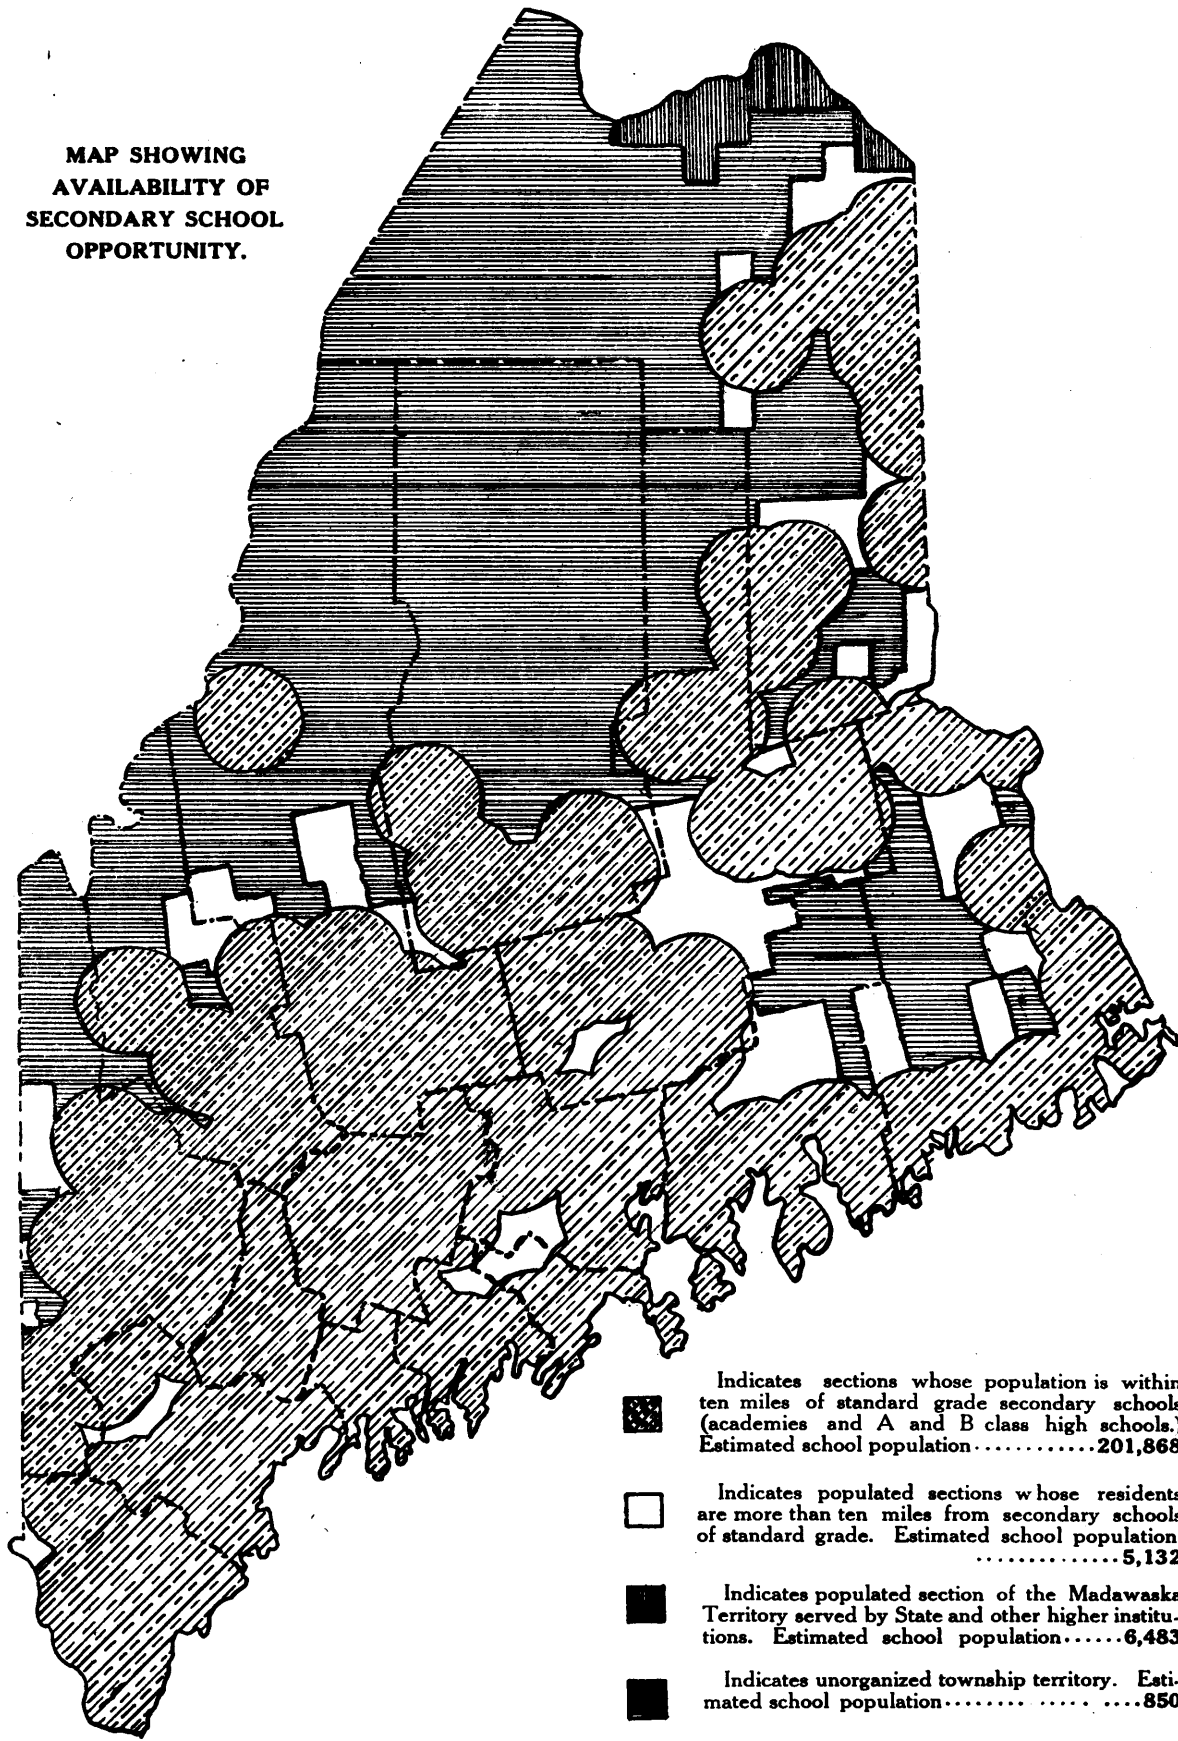 MAP SHOWING
AVAILABILITY OF
SECONDARY SCHOOL
OPPORTUNITY.
Indicates sections whose population is within
ten miles of standard grade secondary schools
(academies and A and B class high schools.)
Estimated school population ............ 201,868
Indicates populated sections whose residents
are more than ten miles from secondary schools
of standard grade. Estimated school population
.............. 5,132
Indicates populated section of the Madawaska
Territory served by State and other higher institu-
tions. Estimated school population ...... 6,483
Indicates unorganized township territory. Esti-
mated school population ........ ..... .... 850